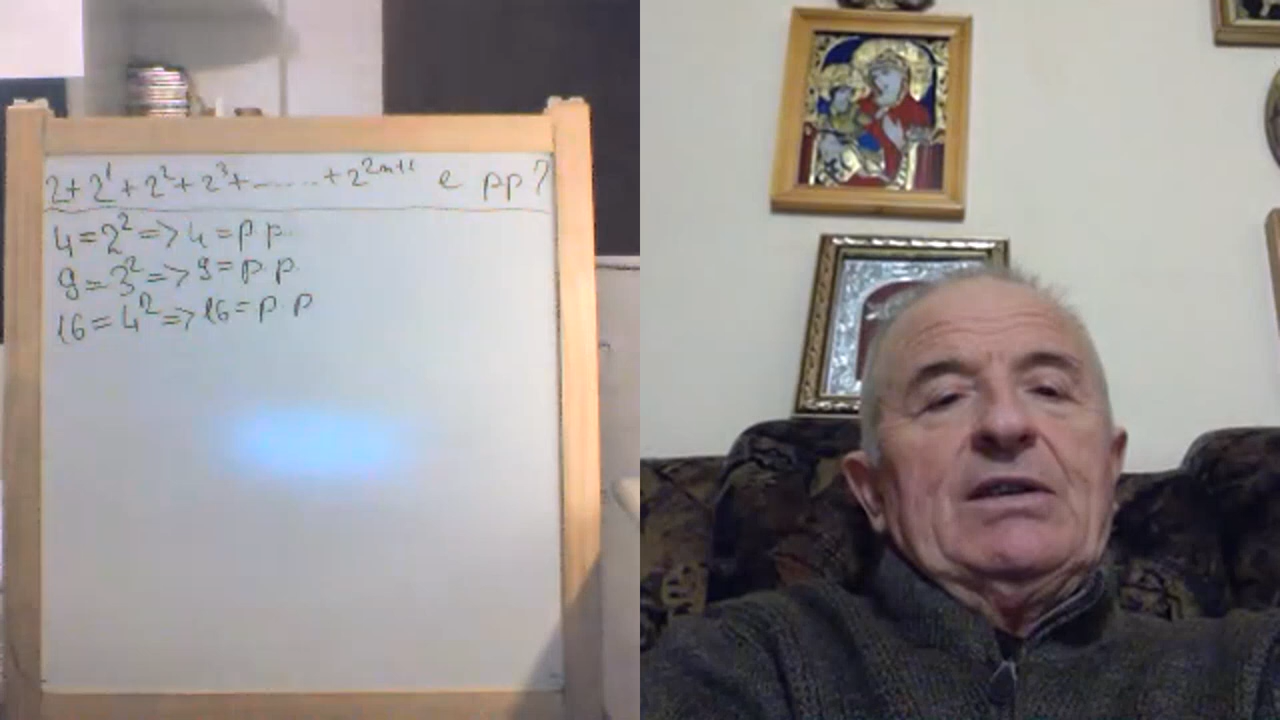 2+2¹+2²+2³+.......+2²ⁿ⁺¹ e pp?
4=2²=>4=p.p.
9=3²=>9=p.p.
16=4²=>16=p.p